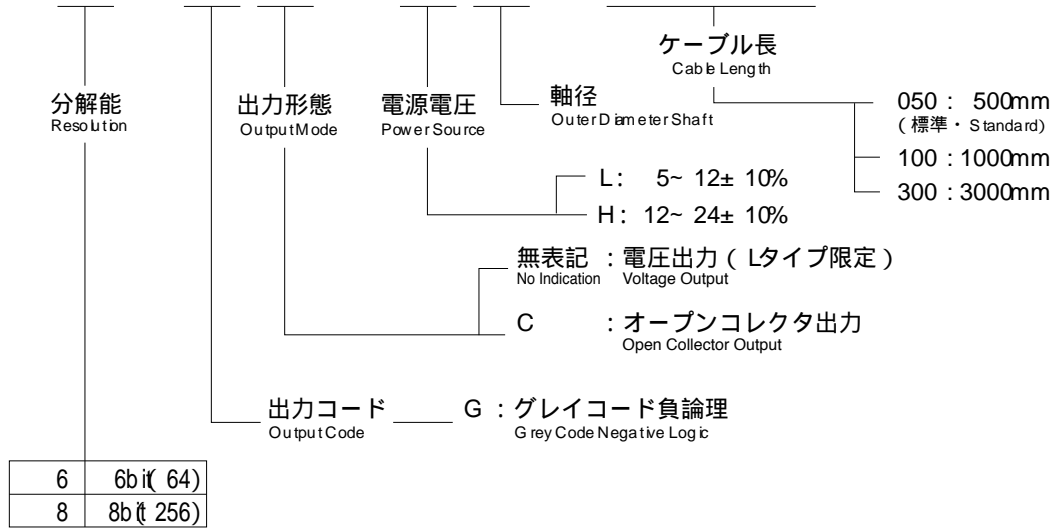 ケーブル長
Cable Length
分解能
Resolution
出力形態
Output Mode
電源電圧
Power Source
軸径
Outer Diameter Shaft
050 : 500mm
(標準・Standard)
100 : 1000mm
300 : 3000mm
L : 5~ 12± 10%
H : 12~ 24± 10%
無表記 : 電圧出力 ( Lタイプ限定 )
No Indication Voltage Output
C : オープンコレクタ出力
Open Collector Output
出力コード G : グレイコード負論理
Output Code Grey Code Negative Logic
6 6bit( 64)
8 8bit( 256)